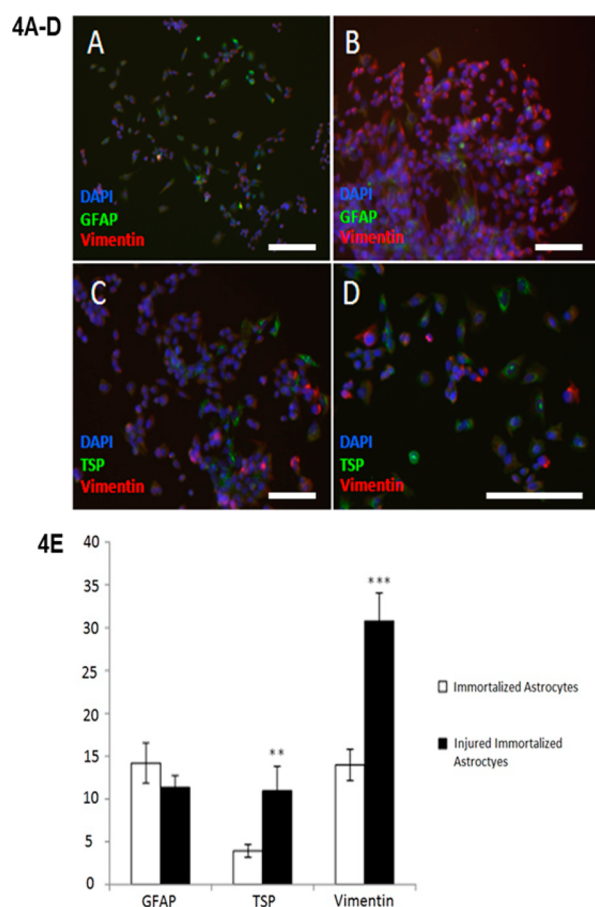 4A-D
A
DAPI
GFAP
Vimentin
B
DAPI
GFAP
Vimentin
C
DAPI
TSP
Vimentin
D
DAPI
TSP
Vimentin
4E
40
35
30
25
20
15
10
5
0
**
***
GFAP
TSP
Vimentin
Immortalized Astrocytes
Injured Immortalized
Astroctyes